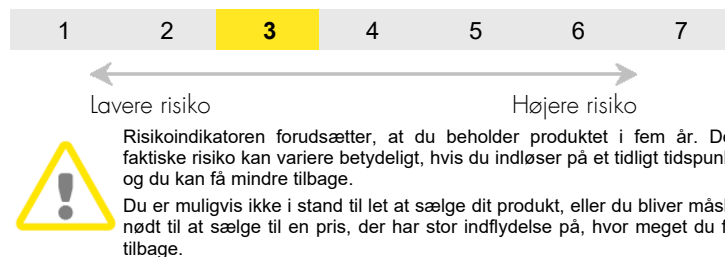 1 2 3 4 5 6 7
Lavere risiko Højere risiko
Risikoindikatoren forudsætter, at du beholder produktet i fem år.
faktiske risiko kan variere betydeligt, hvis du indløser på et tidligt
og du kan få mindre tilbage.
Du er muligvis ikke i stand til let at sælge dit produkt, eller du bliver
nødt til at sælge til en pris, der har stor indflydelse på, hvor meget du
tilbage.